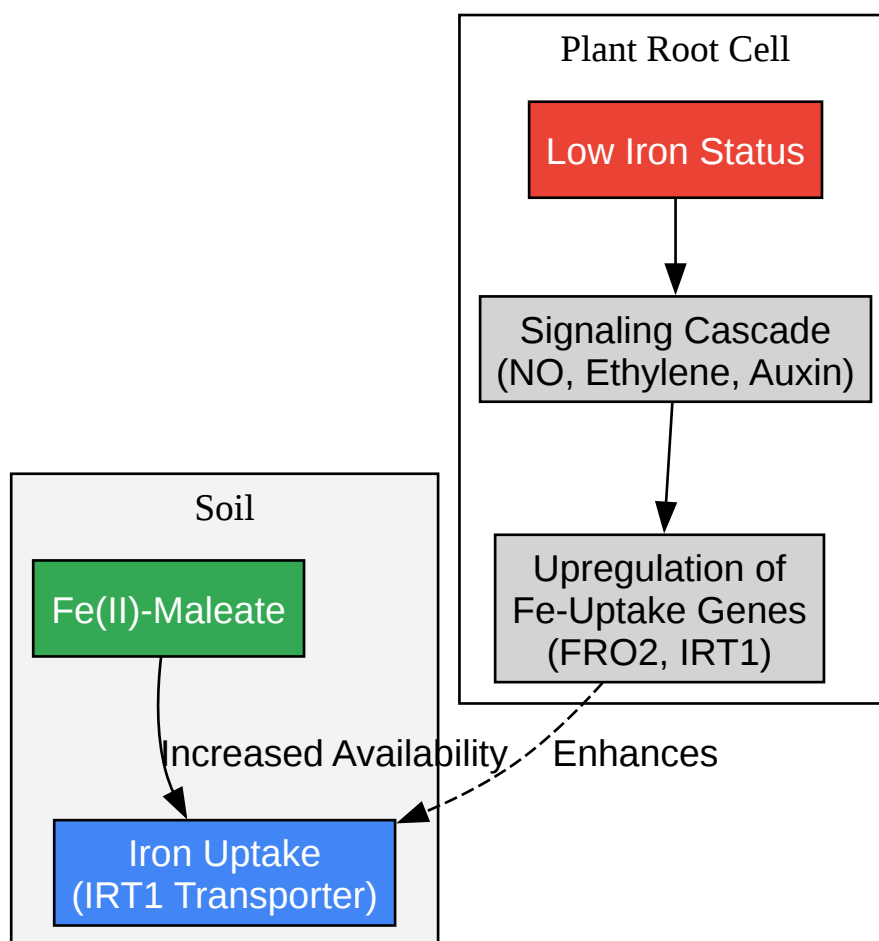 Plant Root Cell
Low Iron Status
Signaling Cascade
(NO, Ethylene, Auxin)
Upregulation of
Fe-Uptake Genes
(FRO2, IRT1)
Soil
Fe(II)-Maleate
Increased Availability
Enhances
Iron Uptake
(IRT1 Transporter)